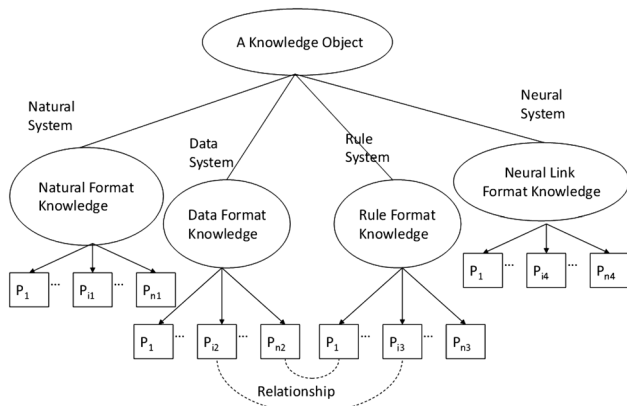 A Knowledge Object
Natural
System
Data
System
Rule
System
Neural
System
Natural Format
Knowledge
Data Format
Knowledge
Rule Format
Knowledge
Neural Link
Format Knowledge
P1 ... Pi1 ... Pn1
P1 ... Pi4 ... Pn4
P1 ... Pi2 ... Pn2
P1 ... Pi3 ... Pn3
Relationship